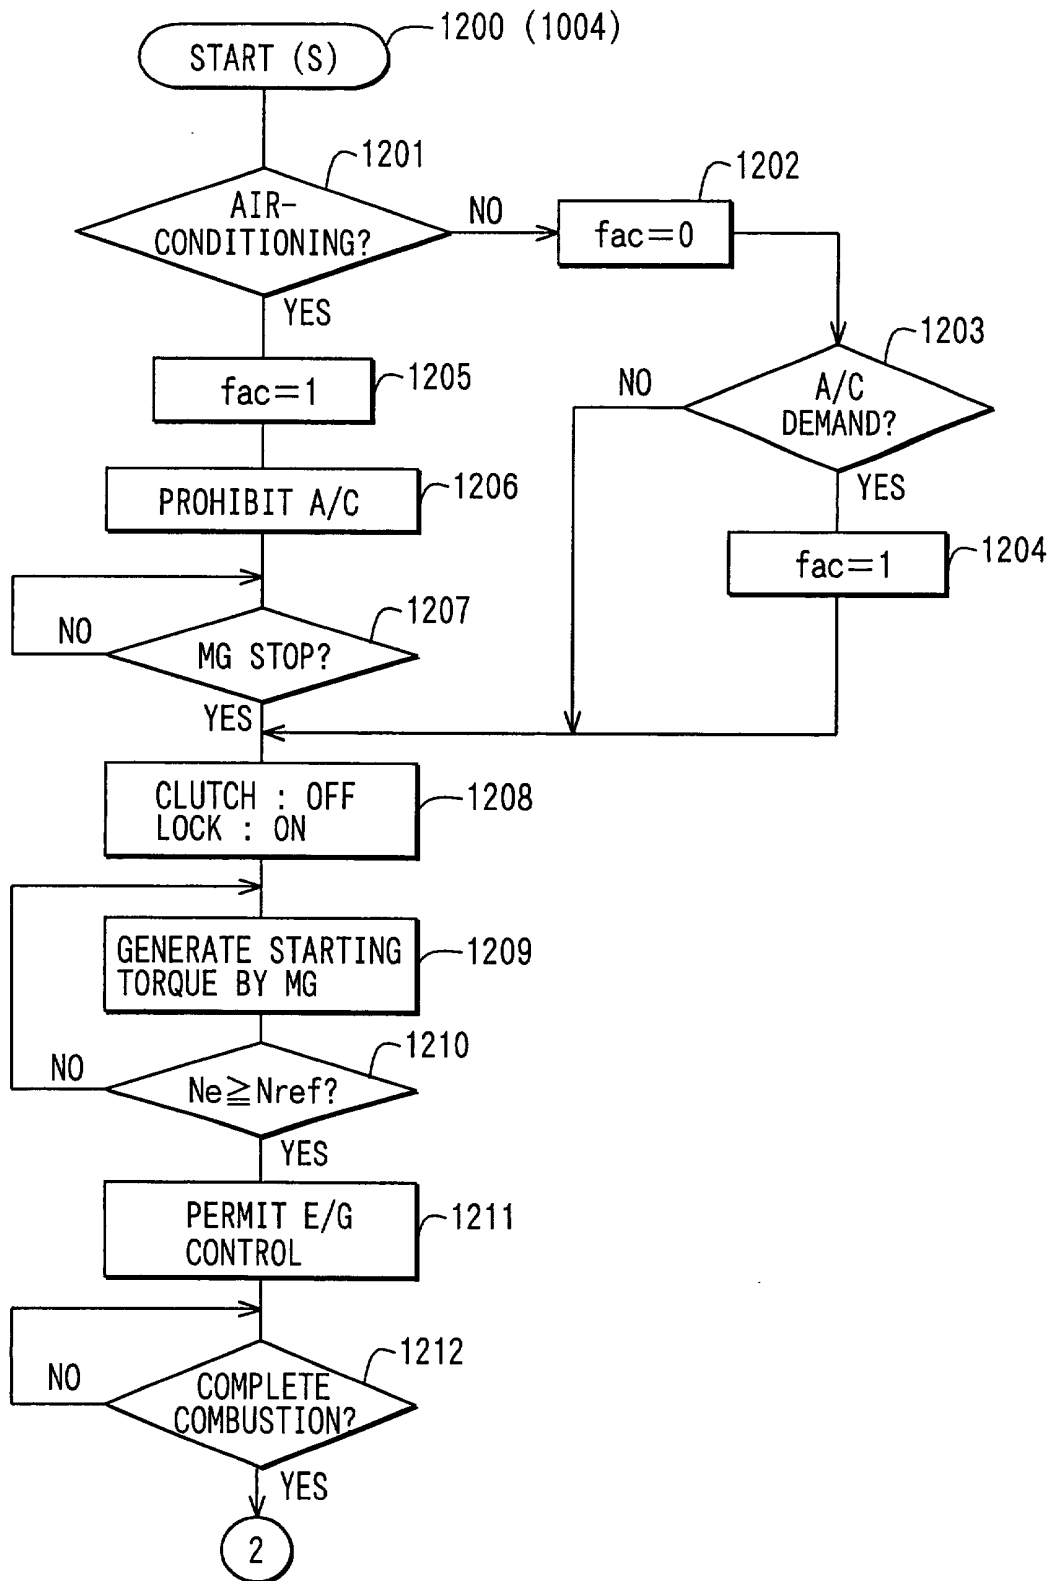 1200 (1004)
START (S)
1201
AIR-
CONDITIONING?
NO
YES
1202
fac=0
1203
A/C
DEMAND?
NO
YES
1204
fac=1
1205
fac=1
1206
PROHIBIT A/C
1207
MG STOP?
NO
YES
1208
CLUTCH : OFF
LOCK : ON
1209
GENERATE STARTING
TORQUE BY MG
1210
Ne≧Nref?
NO
YES
1211
PERMIT E/G
CONTROL
1212
COMPLETE
COMBUSTION?
NO
YES
2